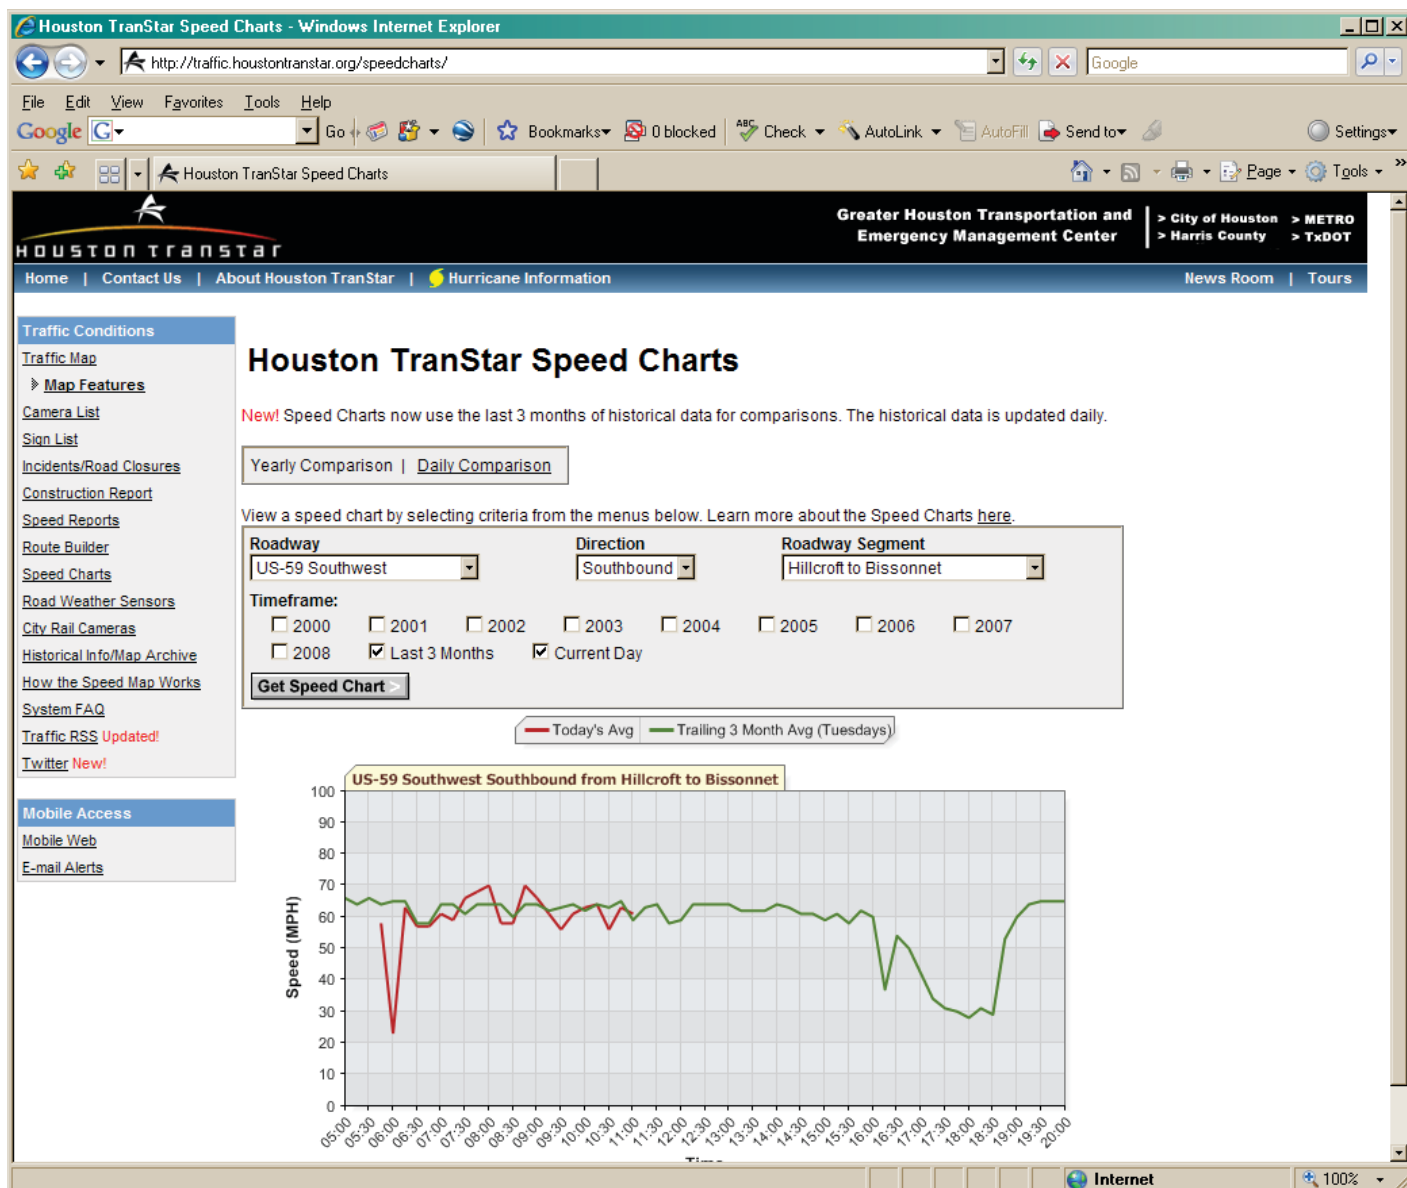 Houston TranStar Speed Charts - Windows Internet Explorer
http://traffic.houstontranstar.org/speedcharts/
Google
File Edit View Favorites Tools Help
Google G Go Bookmarks 0 blocked ABC Check AutoLink AutoFill Send to Settings
Houston TranStar Speed Charts
Page Tools »
HOUSTON TRANSTAR
Greater Houston Transportation and
Emergency Management Center
> City of Houston > METRO
> Harris County > TxDOT
Home | Contact Us | About Houston TranStar | Hurricane Information
News Room | Tours
Traffic Conditions
Traffic Map
Map Features
Camera List
Sign List
Incidents/Road Closures
Construction Report
Speed Reports
Route Builder
Speed Charts
Road Weather Sensors
City Rail Cameras
Historical Info/Map Archive
How the Speed Map Works
System FAQ
Traffic RSS Updated!
Twitter New!
Mobile Access
Mobile Web
E-mail Alerts
Houston TranStar Speed Charts
New! Speed Charts now use the last 3 months of historical data for comparisons. The historical data is updated daily.
Yearly Comparison | Daily Comparison
View a speed chart by selecting criteria from the menus below. Learn more about the Speed Charts here.
Roadway Direction Roadway Segment
US-59 Southwest Southbound Hillcroft to Bissonnet
Timeframe:
2000 2001 2002 2003 2004 2005 2006 2007
2008 Last 3 Months Current Day
Get Speed Chart >
Today's Avg Trailing 3 Month Avg (Tuesdays)
US-59 Southwest Southbound from Hillcroft to Bissonnet
100
90
80
70
60
50
40
30
20
10
0
Speed (MPH)
05:00 05:30 06:00 06:30 07:00 07:30 08:00 08:30 09:00 09:30 10:00 10:30 11:00 11:30 12:00 12:30 13:00 13:30 14:00 14:30 15:00 15:30 16:00 16:30 17:00 17:30 18:00 18:30 19:00 19:30 20:00
Time
Internet 100%